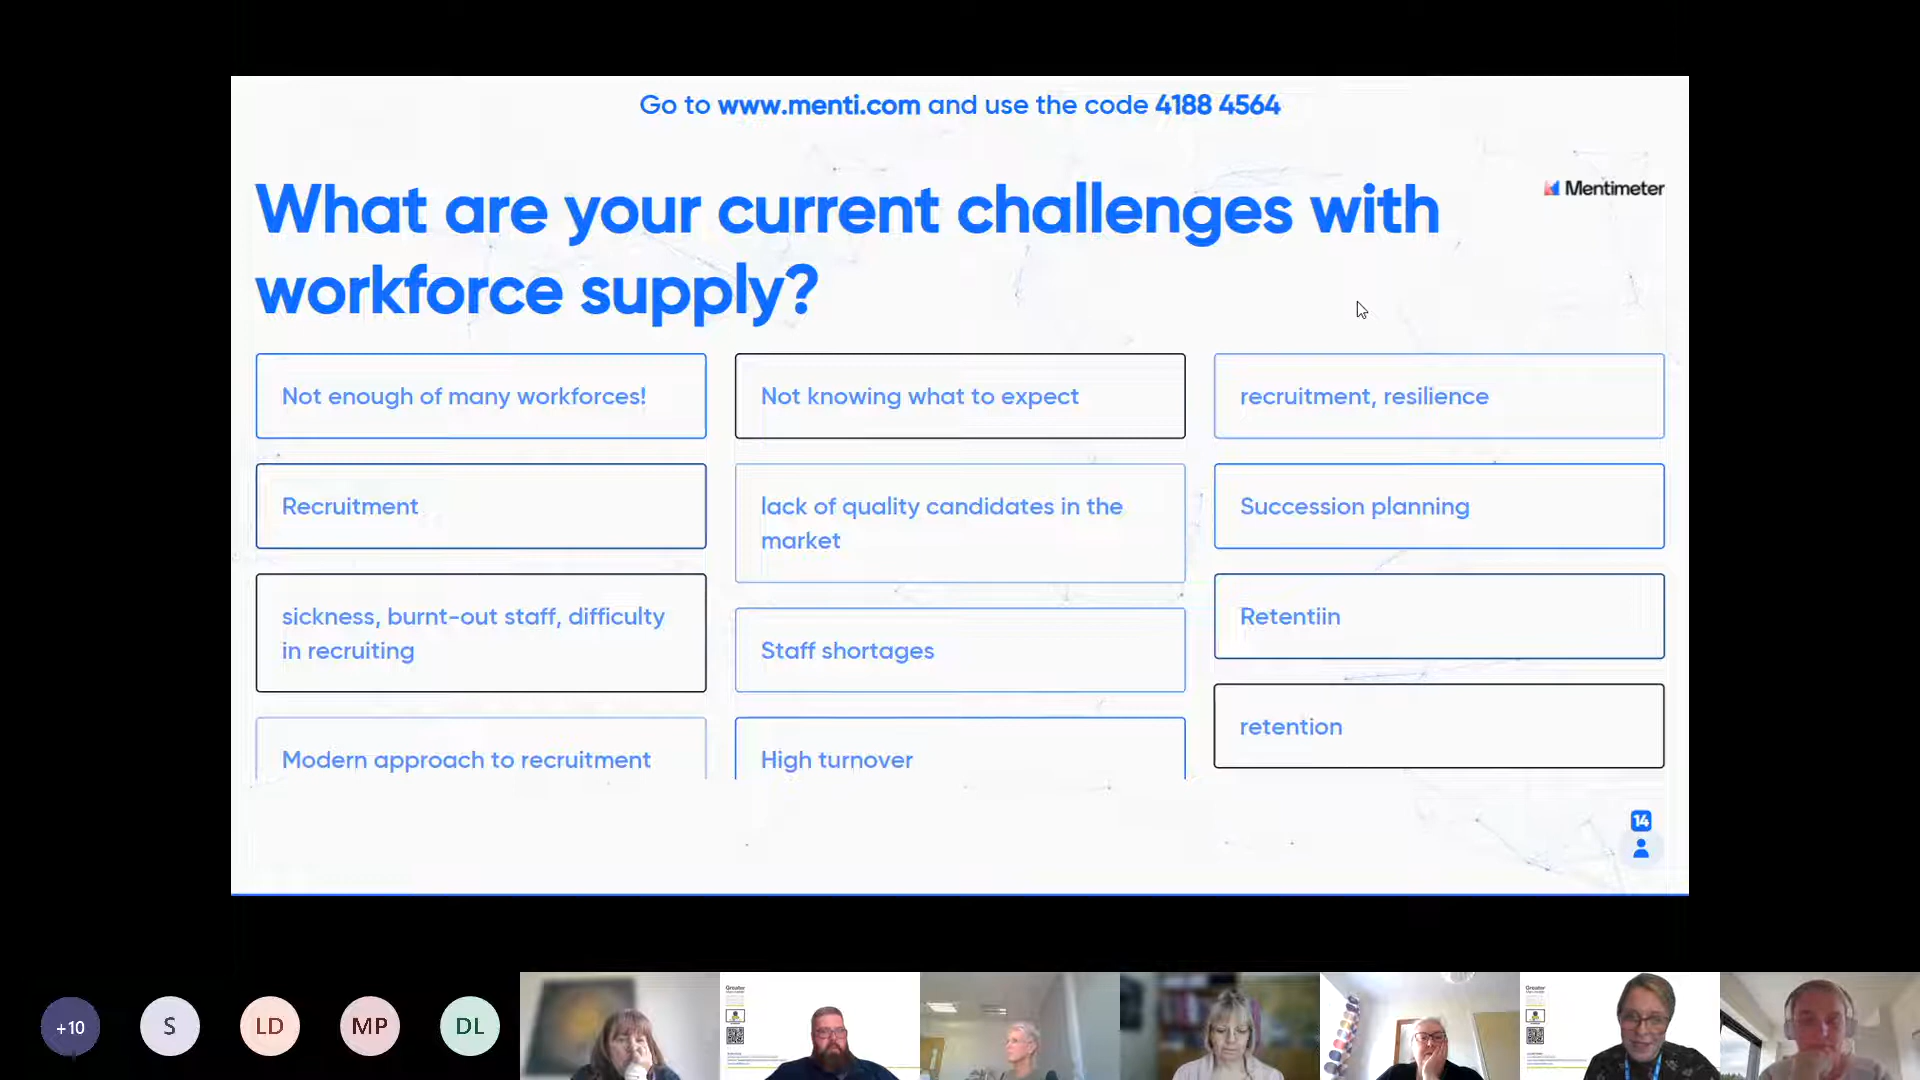 Go to www.menti.com and use the code 4188 4564
Mentimeter
What are your current challenges with
workforce supply?
Not enough of many workforces!
Recruitment
sickness, burnt-out staff, difficulty
in recruiting
Modern approach to recruitment
Not knowing what to expect
lack of quality candidates in the
market
Staff shortages
High turnover
recruitment, resilience
Succession planning
Retentiin
retention
14
+10
S
LD
MP
DL
Greater
Greater